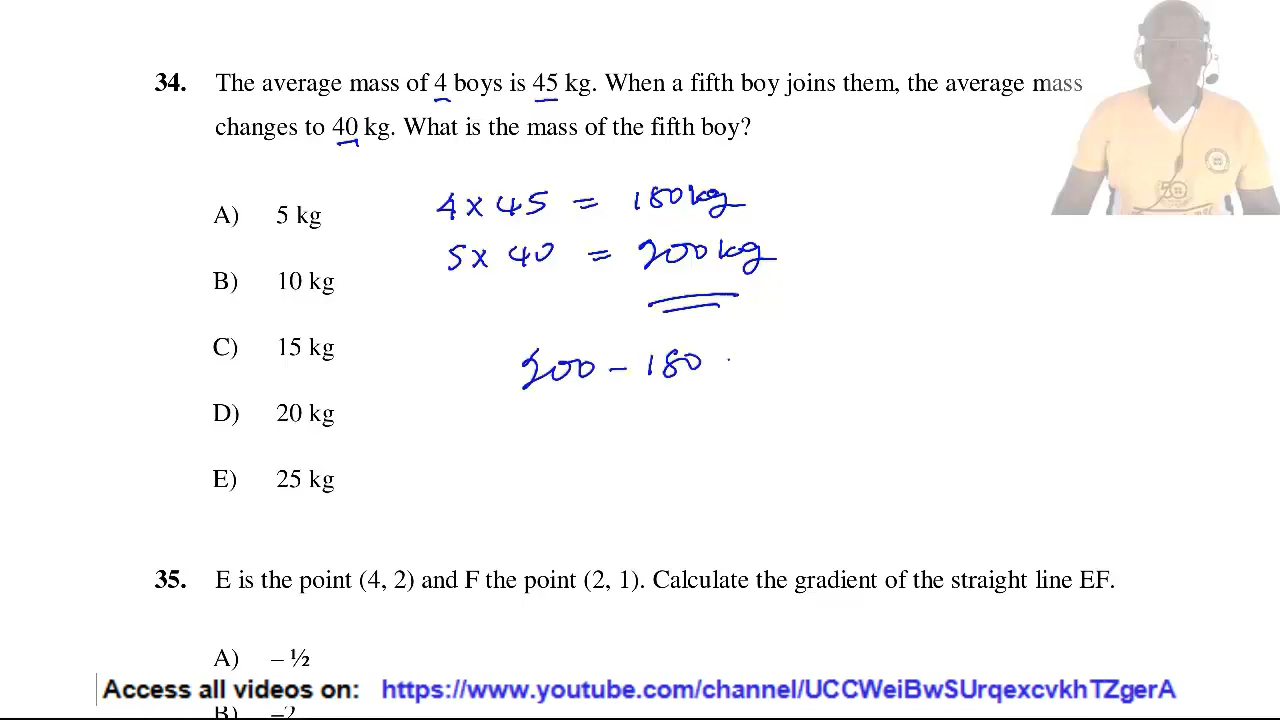 34. The average mass of 4 boys is 45 kg. When a fifth boy joins them, the average mass
changes to 40 kg. What is the mass of the fifth boy?
4 x 45 = 180kg
A) 5 kg
5 x 40 = 200kg
B) 10 kg
C) 15 kg
200 - 180
D) 20 kg
E) 25 kg
35. E is the point (4, 2) and F the point (2, 1). Calculate the gradient of the straight line EF.
A) – ½
Access all videos on: https://www.youtube.com/channel/UCCWeiBwSUrqexcvkhTZgerA
B) –2